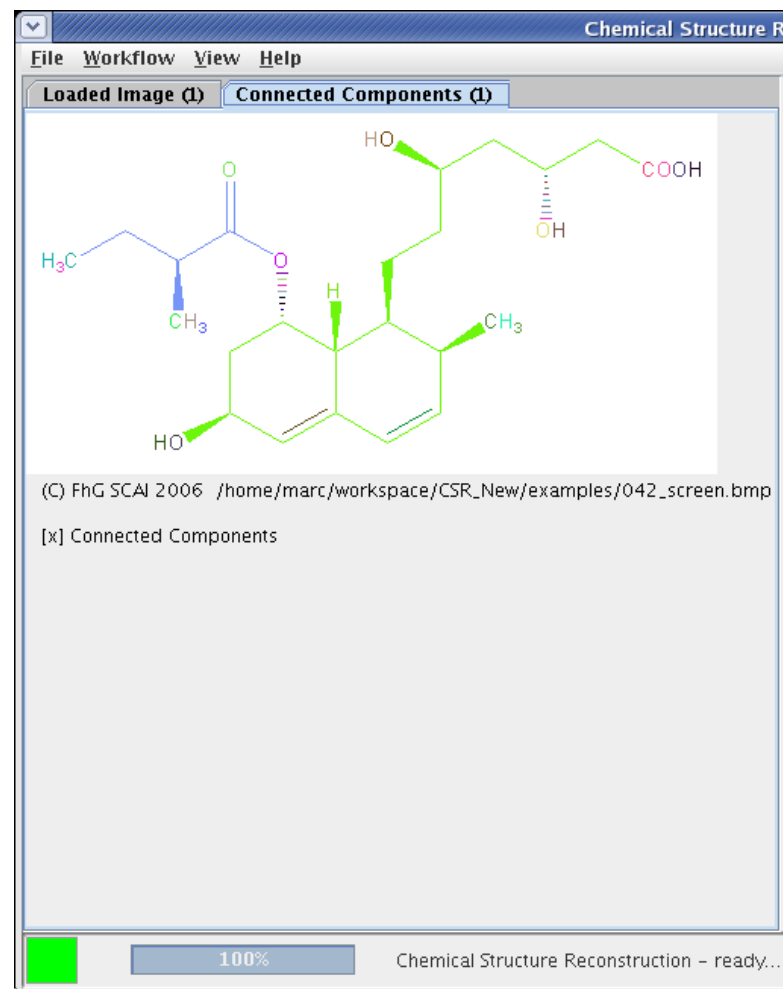 Chemical Structure R
File Workflow View Help
Loaded Image (1) Connected Components (1)
HO
O
COOH
OH
H3C
O
H
CH3
CH3
HO
(C) FhG SCAI 2006 /home/marc/workspace/CSR_New/examples/042_screen.bmp
[x] Connected Components
100% Chemical Structure Reconstruction – ready...